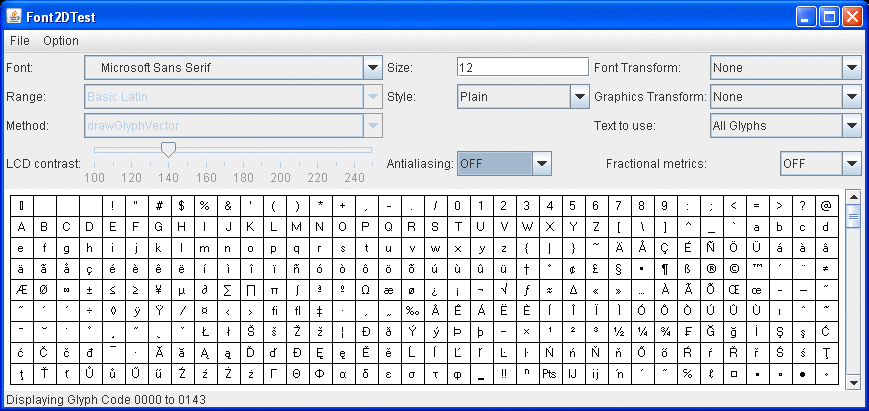 Font2DTest
File Option
Font: Microsoft Sans Serif Size: 12 Font Transform: None
Range: Basic Latin Style: Plain Graphics Transform: None
Method: drawGlyphVector Text to use: All Glyphs
LCD contrast: Antialiasing: OFF Fractional metrics: OFF
100 120 140 160 180 200 220 240
! " # $ % & ' ( ) * + , - . / 0 1 2 3 4 5 6 7 8 9 : ; < = > ? @
A B C D E F G H I J K L M N O P Q R S T U V W X Y Z [ \ ] ^ _ ` a b c d
e f g h i j k l m n o p q r s t u v w x y z { | } ~ Ä Å Ç É Ñ Ö Ü á à â
ä ã å ç é è ê ë í ì î ï ñ ó ò ô ö õ ú ù û ü † ° ¢ £ § • ¶ ß ® © ™ ´ ¨ ≠
Æ Ø ∞ ± ≤ ≥ ¥ µ ∂ ∑ ∏ π ∫ ª º Ω æ ø ¿ ¡ ¬ √ ƒ ≈ ∆ « » … À Ã Õ Œ œ – —
÷ ◊ ÿ Ÿ ⁄ ¤ ‹ › fi fl ‡ · ‰ Â Ê Á Ë È Í Î Ï Ì Ó Ô Ò Ú Û Ù ı ˆ ˜
Ł ł Š š Ž ž ¦ Ð ð Ý ý Þ þ − × ¹ ² ³ ½ ¼ ¾ ₣ Ğ ğ İ Ş ş Ć
ć Č č đ Ă ă Ą ą Ď ď Đ Ę ę Ě ě Ĺ ľ Ń ń Ň ň Ő ő Ŕ ŕ Ř ř Ś ś Ţ
ţ Ť Ů ů Ű Ź ź Ż Γ Θ Φ α δ ε σ τ φ ‗ ‼ ⁿ Pts Ĳ ĳ ŉ % ℓ
Displaying Glyph Code 0000 to 0143